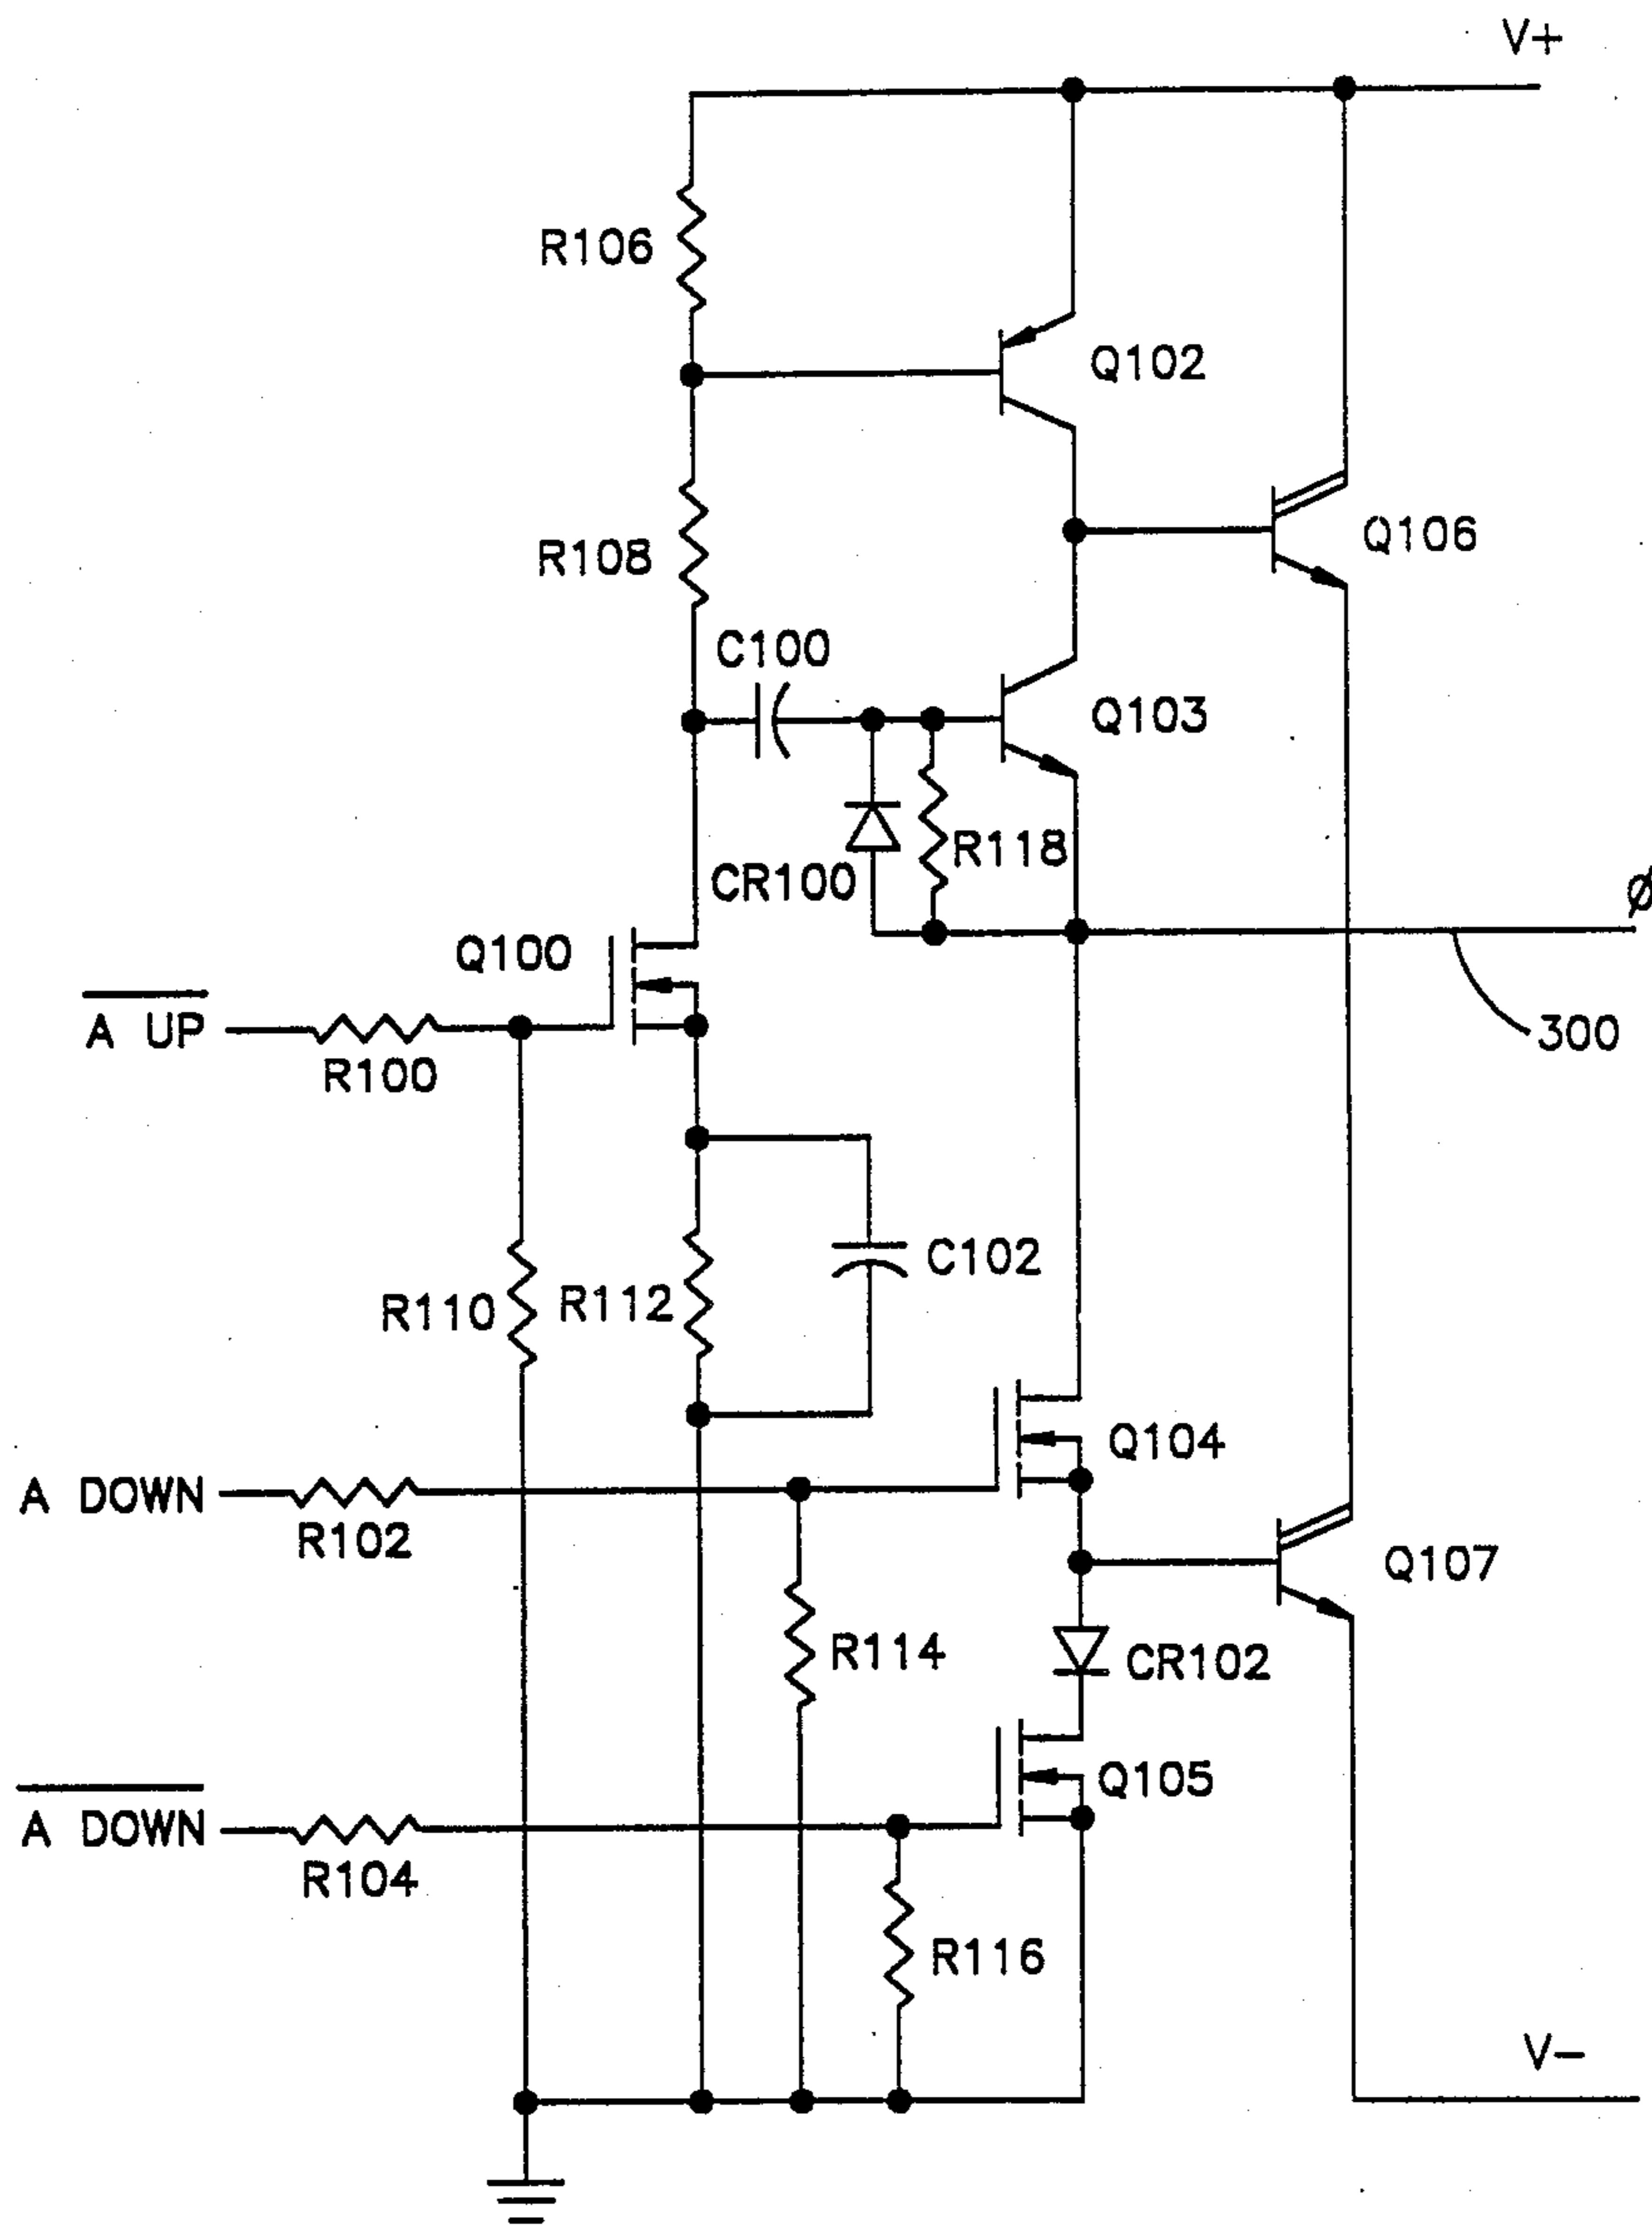 V+
R106
Q102
Q106
R108
C100
Q103
R118
CR100
ϕ
Q100
A UP
300
R100
C102
R112
R110
Q104
A DOWN
R102
Q107
R114
CR102
Q105
A DOWN
R104
R116
V-